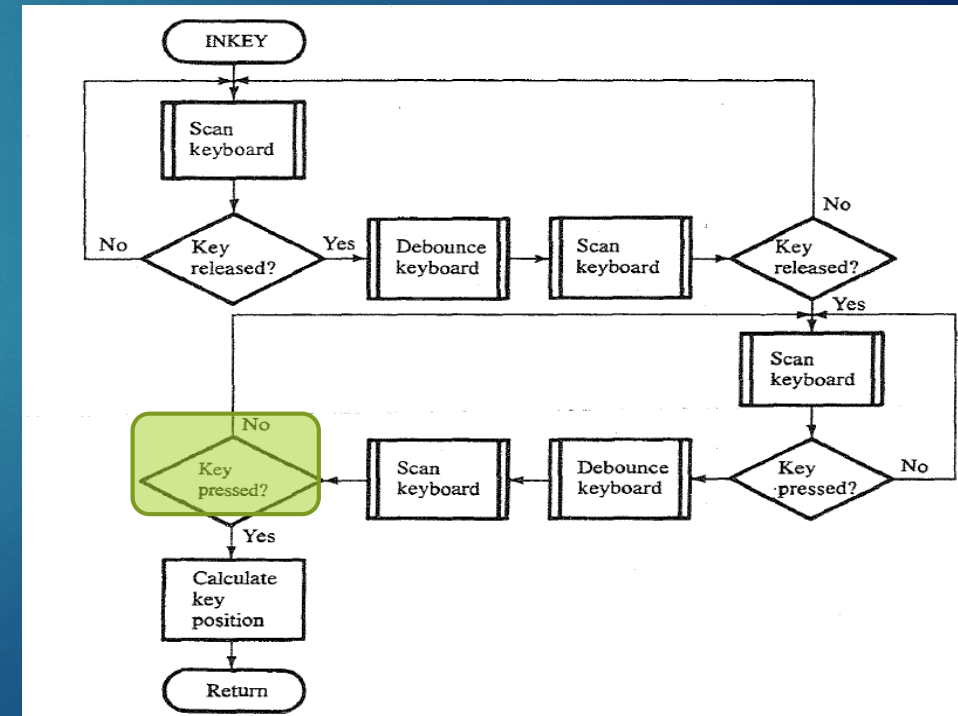 INKEY
Scan
keyboard
No
Key
released?
Yes
Debounce
keyboard
Scan
keyboard
Key
released?
No
Yes
Scan
keyboard
Key
pressed?
No
Debounce
keyboard
Scan
keyboard
Key
pressed?
No
Yes
Calculate
key
position
Return